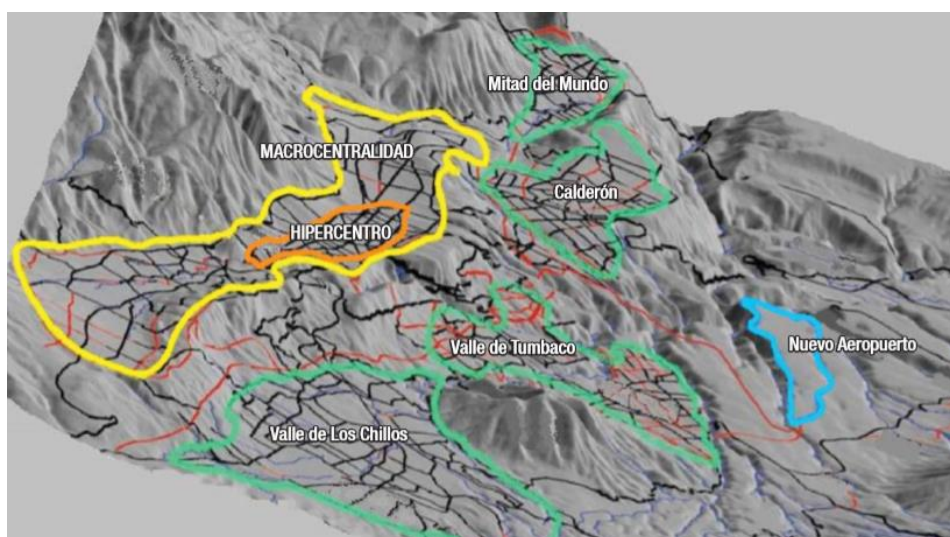 Mitad del Mundo
MACROCENTRALIDAD
Calderón
HIPERCENTRO
Nuevo Aeropuerto
Valle de Tumbaco
Valle de Los Chillos